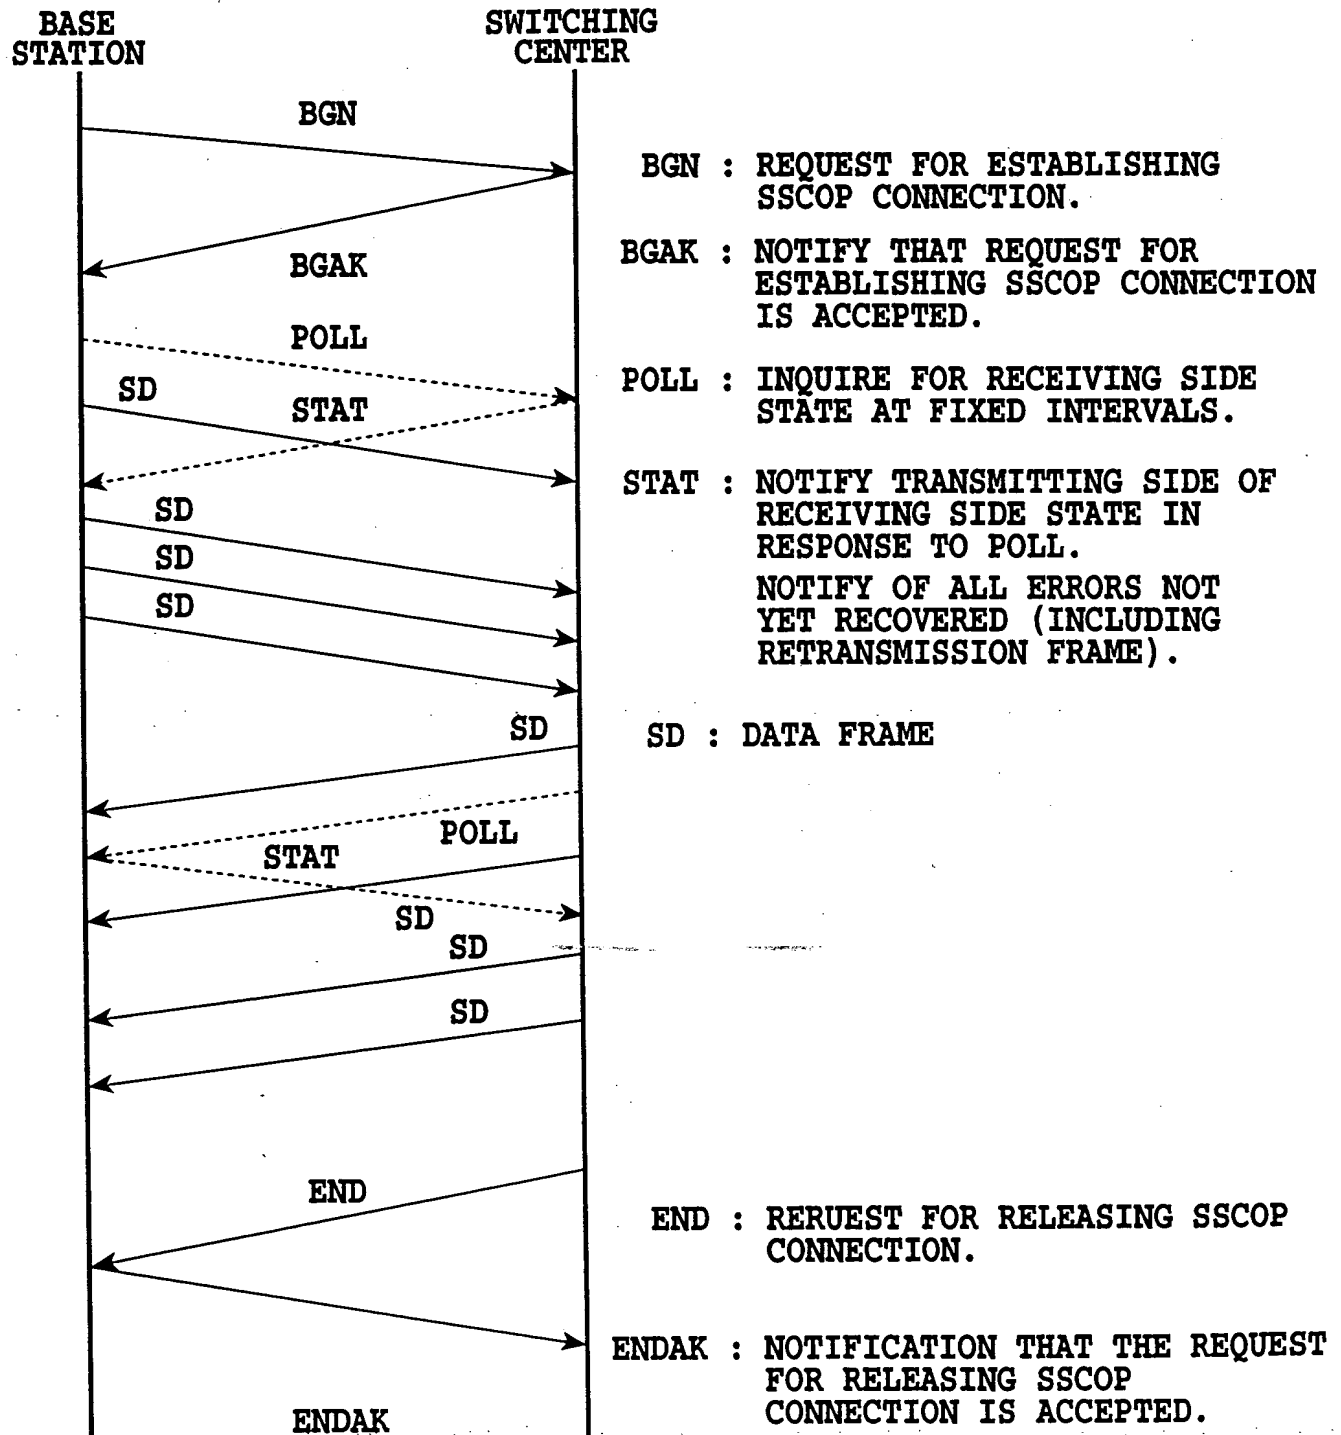 BASE
STATION
SWITCHING
CENTER
BGN
BGN : REQUEST FOR ESTABLISHING
SSCOP CONNECTION.
BGAK
BGAK : NOTIFY THAT REQUEST FOR
ESTABLISHING SSCOP CONNECTION
IS ACCEPTED.
POLL
POLL : INQUIRE FOR RECEIVING SIDE
STATE AT FIXED INTERVALS.
SD
STAT
STAT : NOTIFY TRANSMITTING SIDE OF
RECEIVING SIDE STATE IN
RESPONSE TO POLL.
NOTIFY OF ALL ERRORS NOT
YET RECOVERED (INCLUDING
RETRANSMISSION FRAME).
SD
SD
SD
SD
SD : DATA FRAME
POLL
STAT
SD
SD
SD
END
END : RERUEST FOR RELEASING SSCOP
CONNECTION.
ENDAK : NOTIFICATION THAT THE REQUEST
FOR RELEASING SSCOP
CONNECTION IS ACCEPTED.
ENDAK